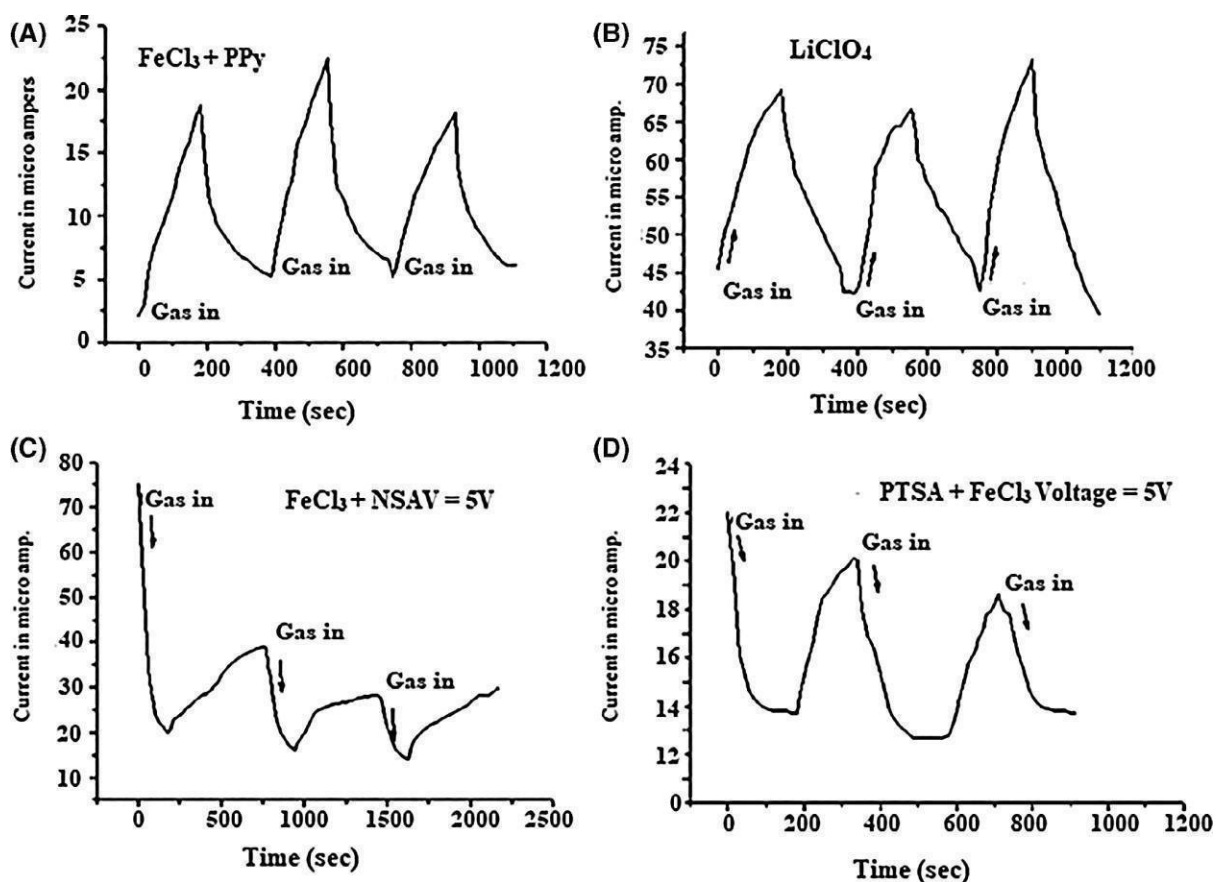 (A)
FeCl₃ + PPy
Current in micro ampers
25
20
15
10
5
0
Gas in
Gas in
Gas in
0 200 400 600 800 1000 1200
Time (sec)
(B)
LiClO₄
Current in micro amp.
75
70
65
60
55
50
45
40
35
Gas in
Gas in
Gas in
0 200 400 600 800 1000 1200
Time (sec)
(C)
FeCl₃ + NSAV = 5V
Current in micro amp.
80
70
60
50
40
30
20
10
Gas in
Gas in
Gas in
0 500 1000 1500 2000 2500
Time (sec)
(D)
PTSA + FeCl₃ Voltage = 5V
Current in micro amp.
24
22
20
18
16
14
12
0
Gas in
Gas in
Gas in
0 200 400 600 800 1000 1200
Time (sec)